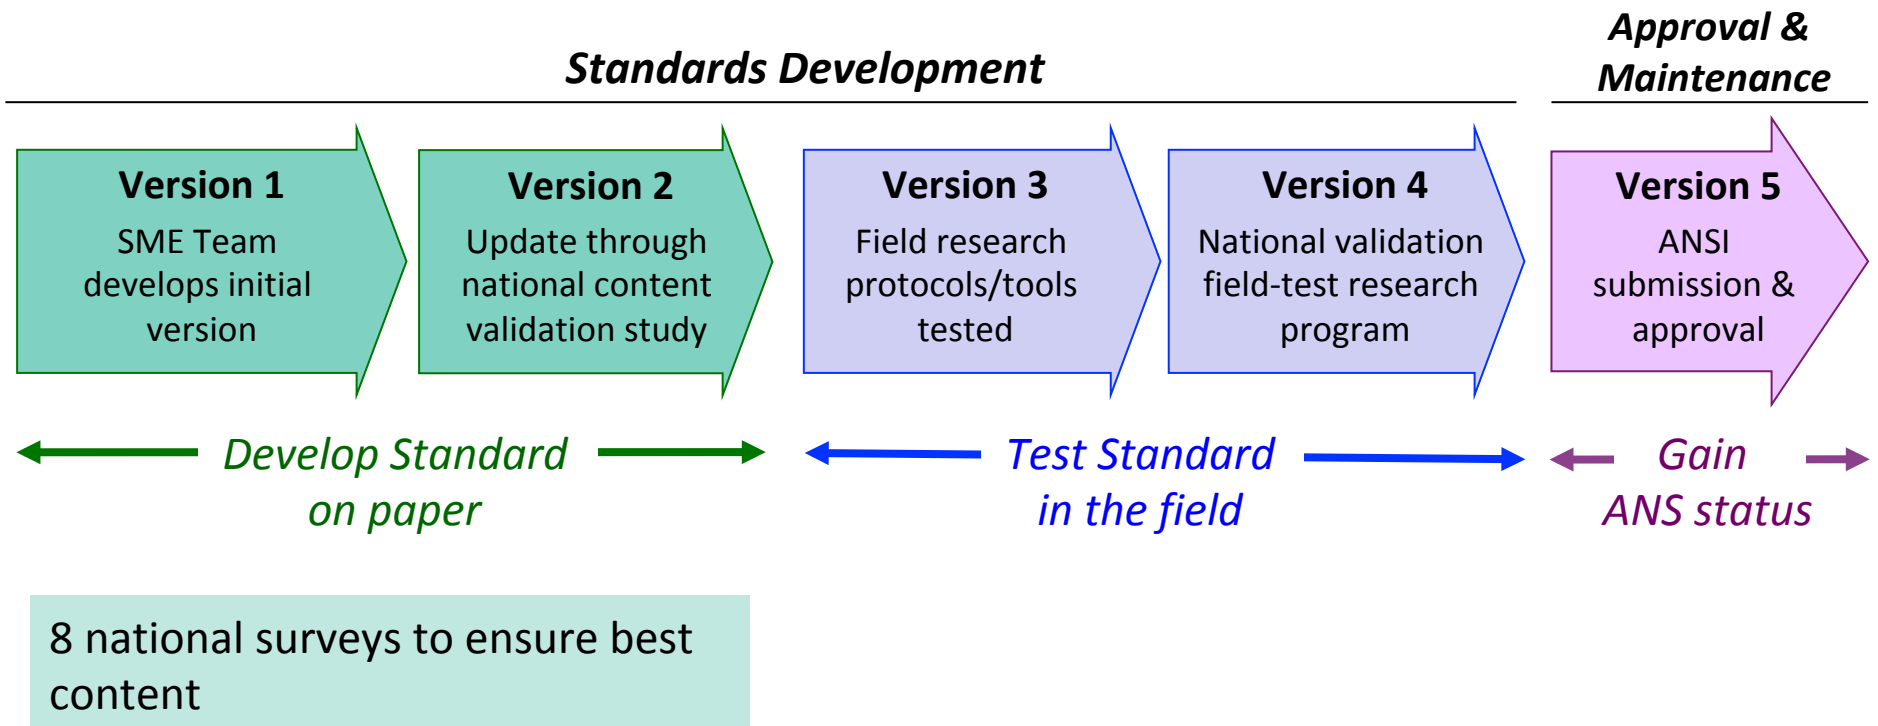 Standards Development
Approval &
Maintenance
Version 1
SME Team
develops initial
version
Version 2
Update through
national content
validation study
Version 3
Field research
protocols/tools
tested
Version 4
National validation
field-test research
program
Version 5
ANSI
submission &
approval
Develop Standard
on paper
Test Standard
in the field
Gain
ANS status
8 national surveys to ensure best
content